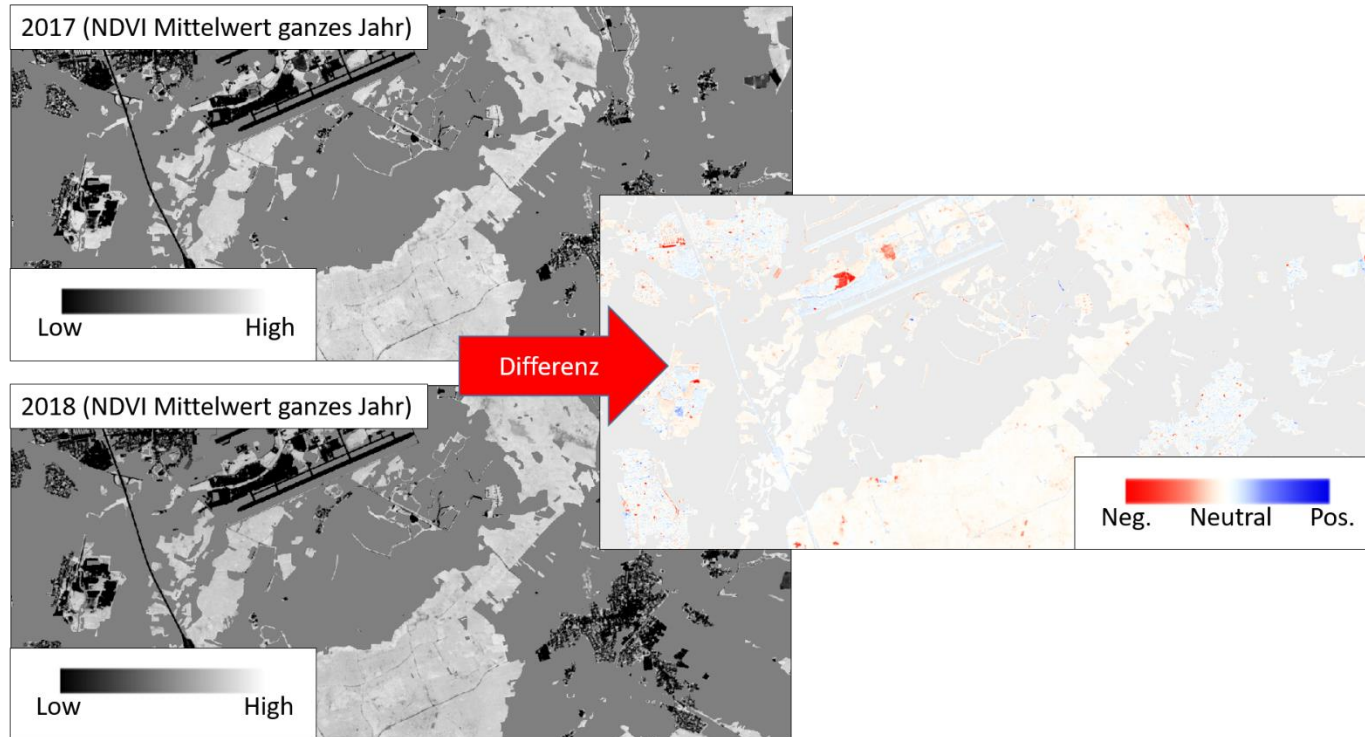 2017 (NDVI Mittelwert ganzes Jahr)
Low High
Differenz
2018 (NDVI Mittelwert ganzes Jahr)
Low High
Neg. Neutral Pos.